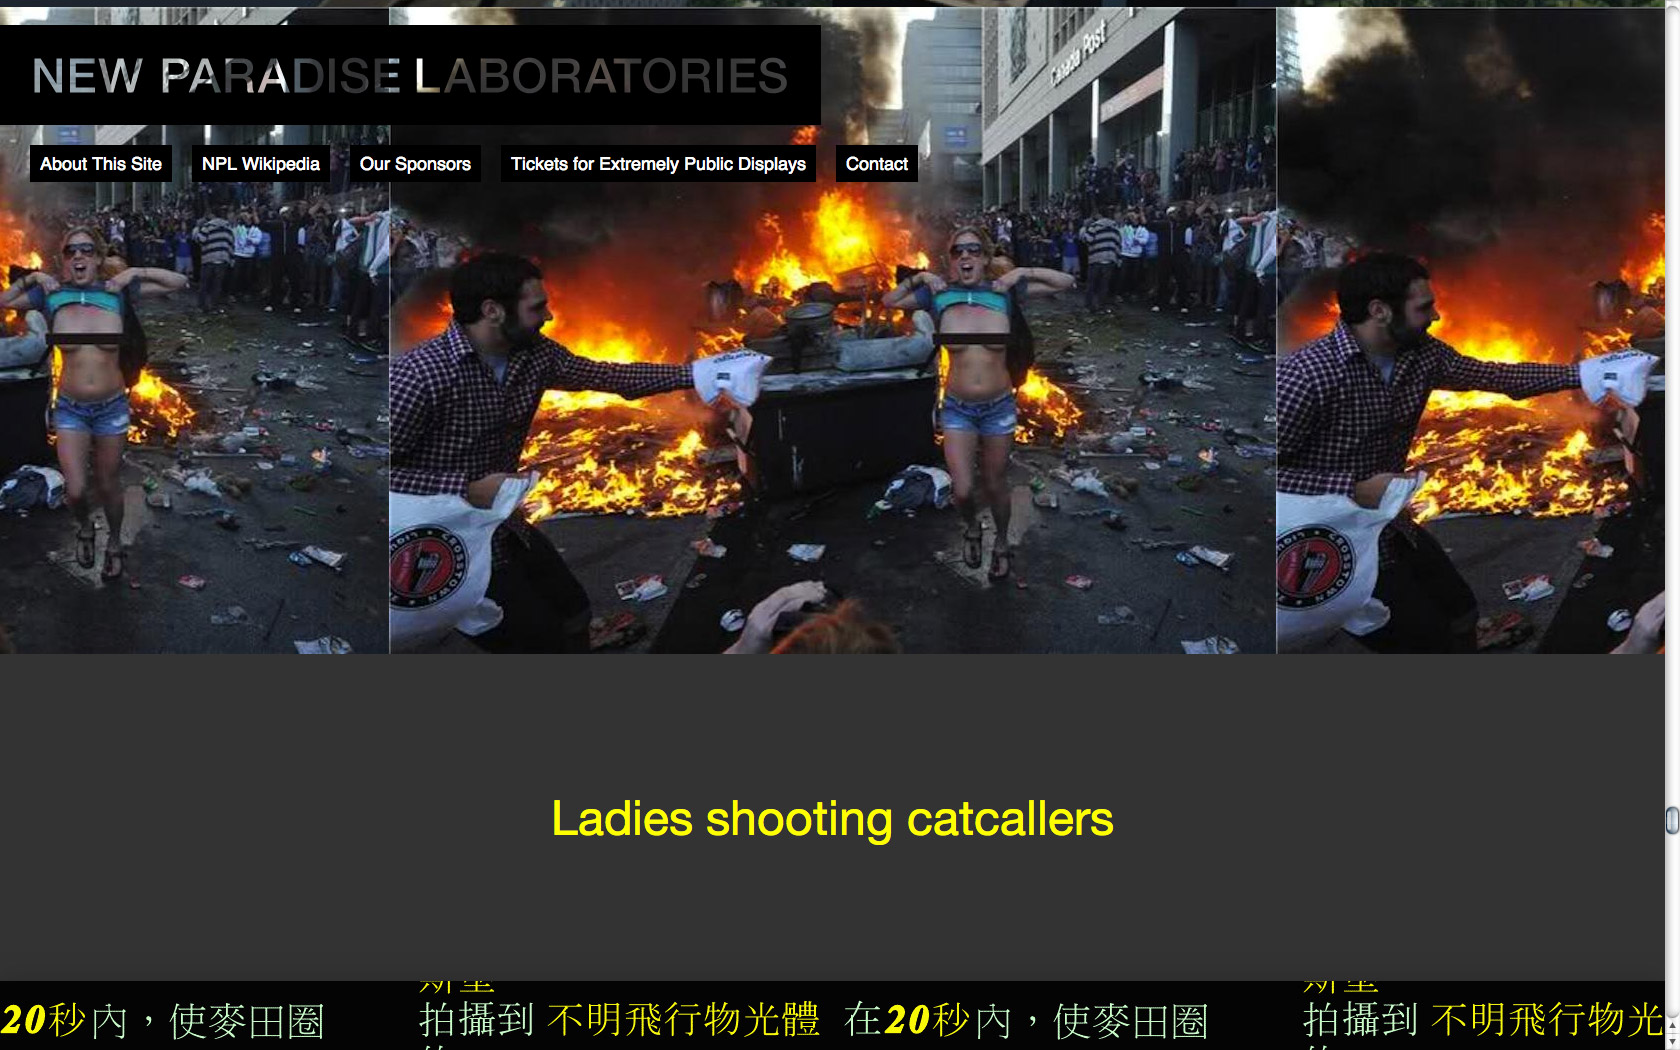 NEW PARADISE LABORATORIES
Canada Post
About This Site
NPL Wikipedia
Our Sponsors
Tickets for Extremely Public Displays
Contact
Ladies shooting catcallers
20秒內，使麥田圈
拍攝到 不明飛行物光體
在20秒內，使麥田圈
拍攝到 不明飛行物光